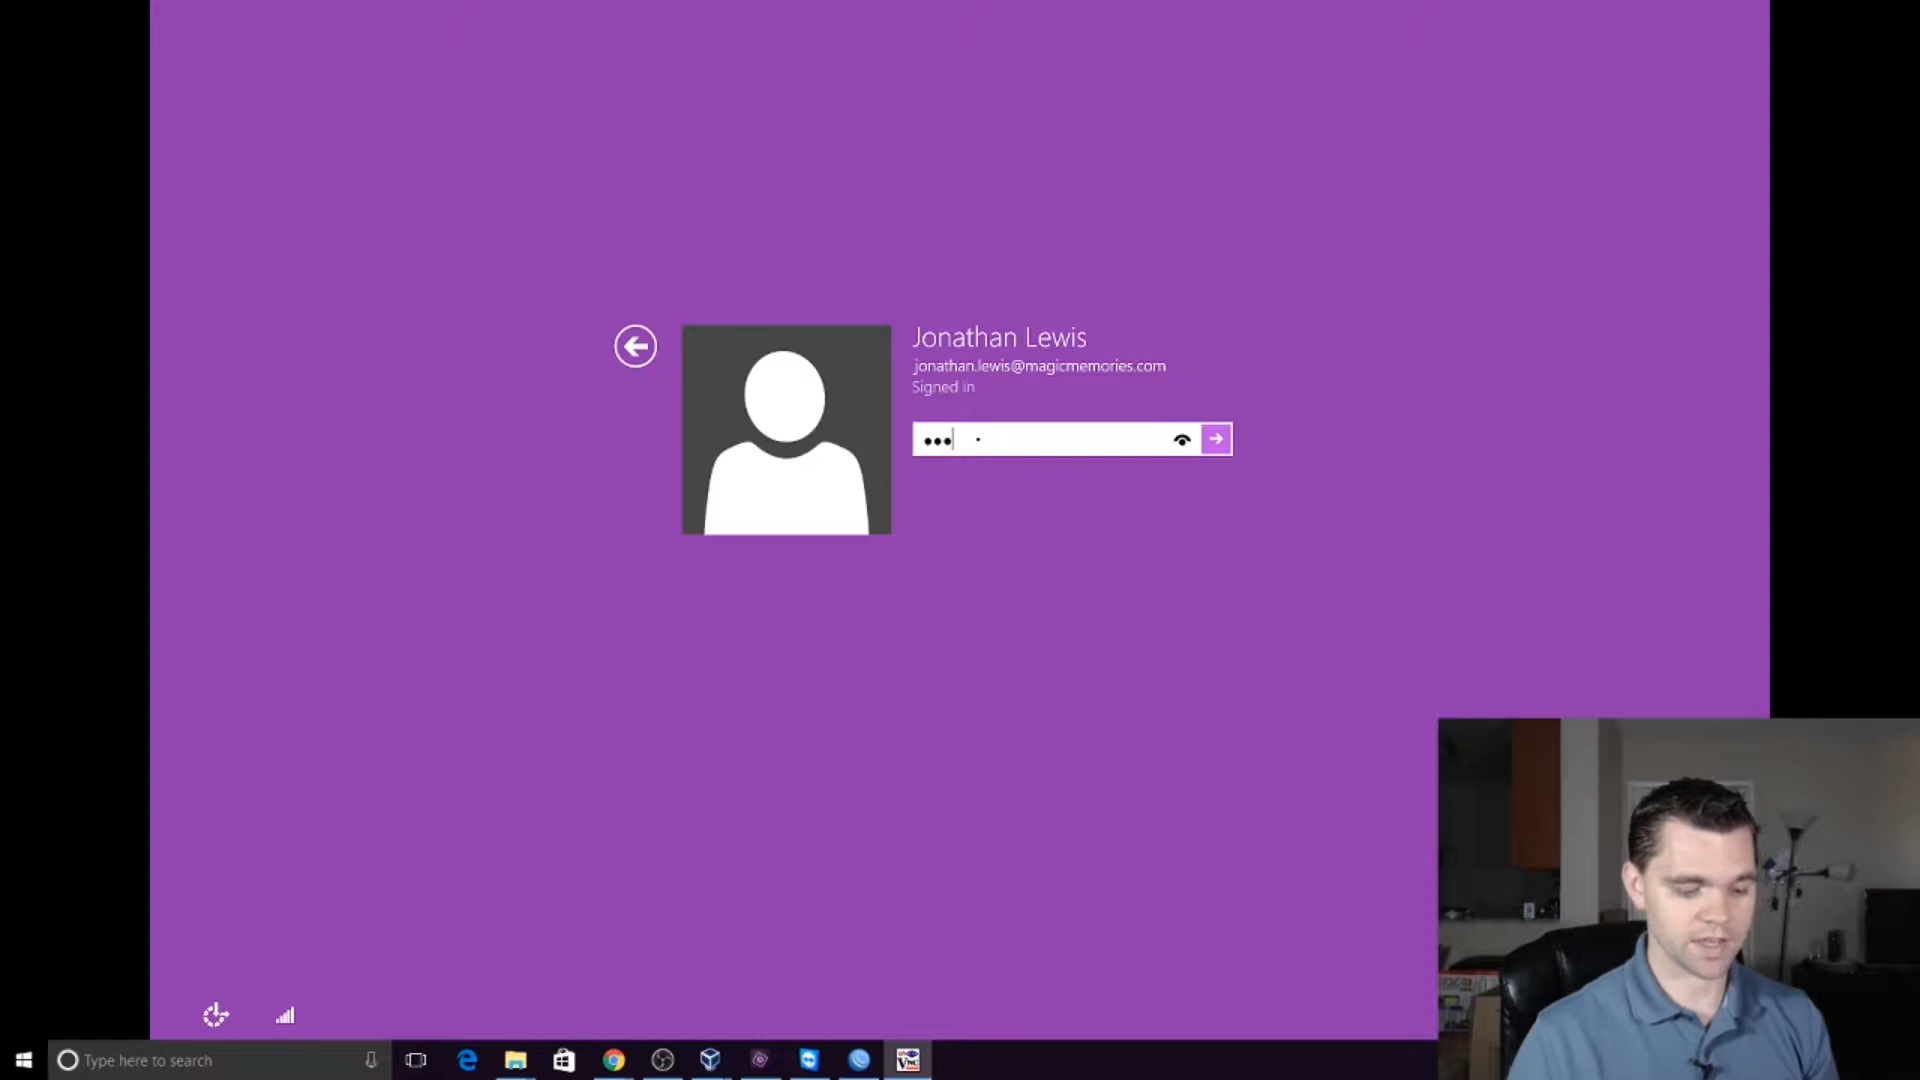 Jonathan Lewis
jonathan.lewis@magicmemories.com
Signed in
Type here to search